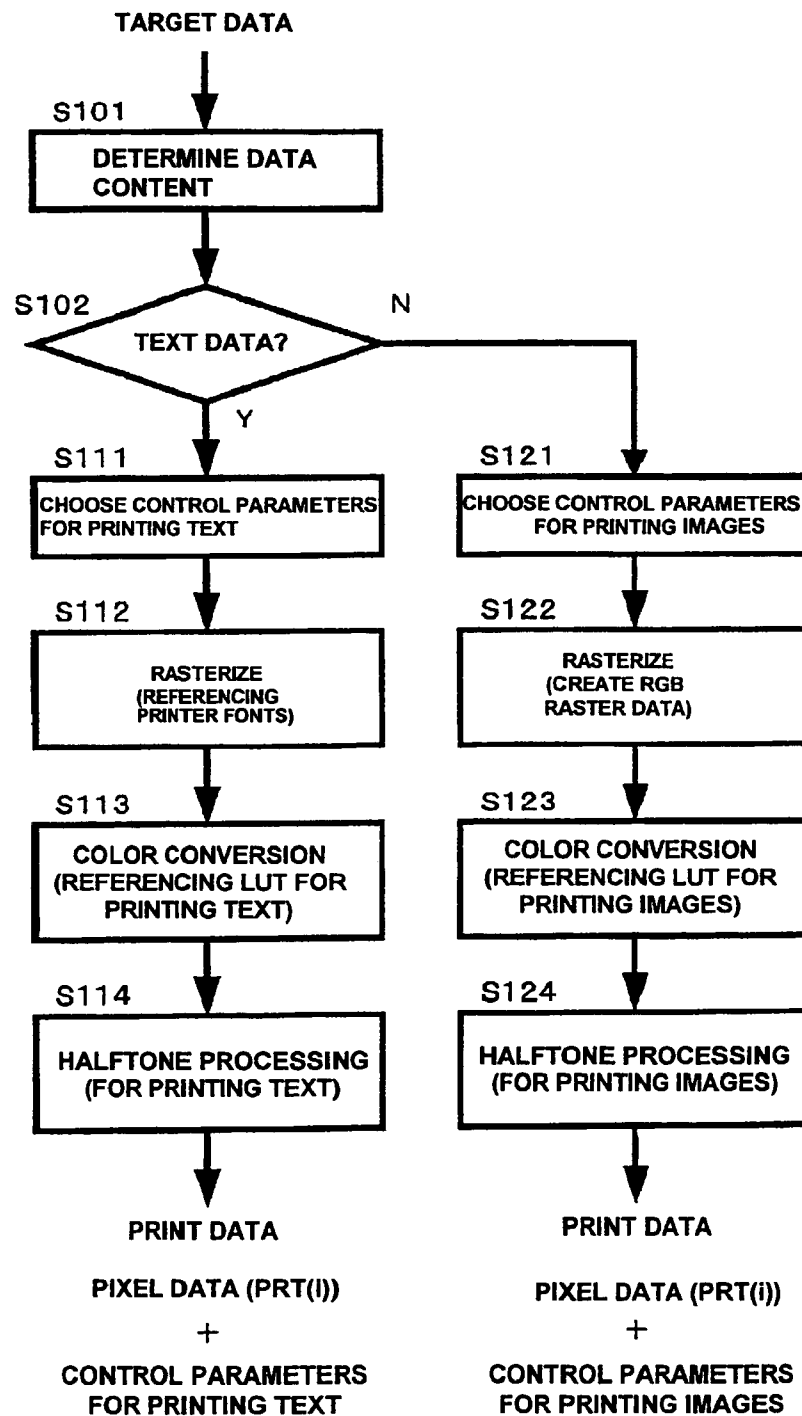 TARGET DATA
S101
DETERMINE DATA
CONTENT
S102
TEXT DATA?
N
Y
S111
CHOOSE CONTROL PARAMETERS
FOR PRINTING TEXT
S112
RASTERIZE
(REFERENCING
PRINTER FONTS)
S113
COLOR CONVERSION
(REFERENCING LUT FOR
PRINTING TEXT)
S114
HALFTONE PROCESSING
(FOR PRINTING TEXT)
PRINT DATA
PIXEL DATA (PRT(I))
+
CONTROL PARAMETERS
FOR PRINTING TEXT
S121
CHOOSE CONTROL PARAMETERS
FOR PRINTING IMAGES
S122
RASTERIZE
(CREATE RGB
RASTER DATA)
S123
COLOR CONVERSION
(REFERENCING LUT FOR
PRINTING IMAGES)
S124
HALFTONE PROCESSING
(FOR PRINTING IMAGES)
PRINT DATA
PIXEL DATA (PRT(i))
+
CONTROL PARAMETERS
FOR PRINTING IMAGES